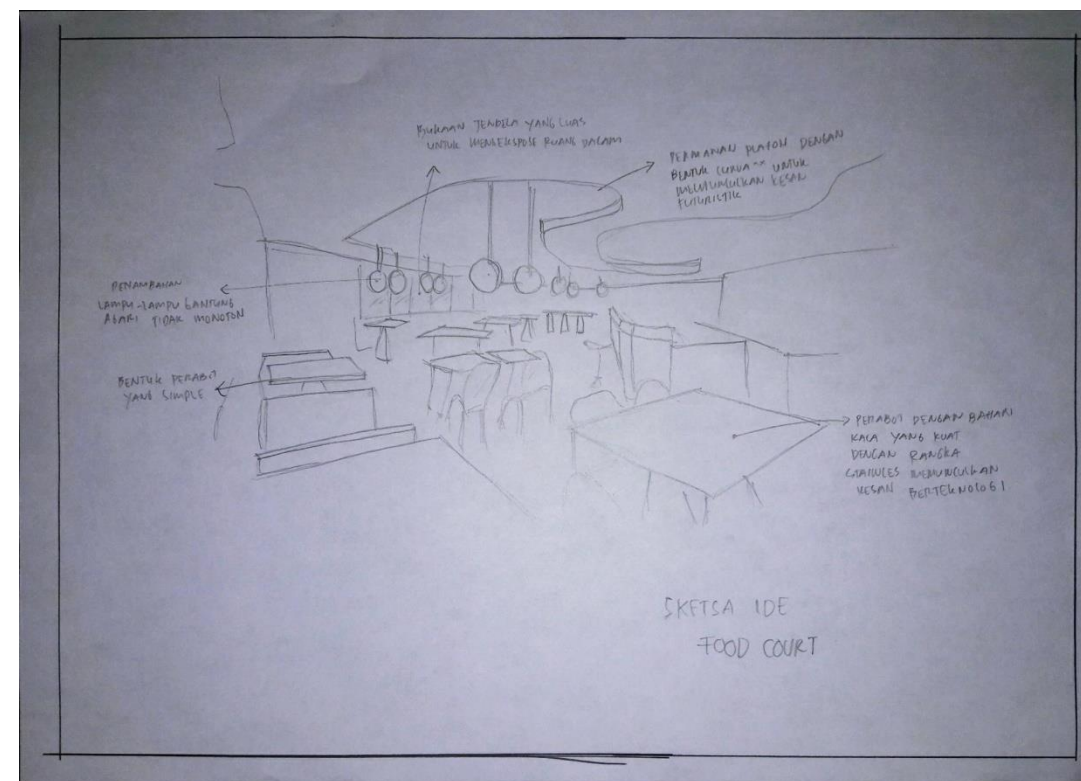 BUKAAN JENDELA YANG LUAS
UNTUK MENGEKSPOSE RUANG DALAM
PERMAINAN PLAFON DENGAN
BENTUK CURVA²² UNTUK
MEMUNCULKAN KESAN
FUTURISTIK
PENAMBAHAN
LAMPU-LAMPU GANTUNG
AGAR TIDAK MONOTON
BENTUK PERABOT
YANG SIMPLE
PERABOT DENGAN BAHAN
KACA YANG KUAT
DENGAN RANGKA
STAINLES MEMUNCULKAN
KESAN BERTEKNOLOGI
SKETSA IDE
FOOD COURT